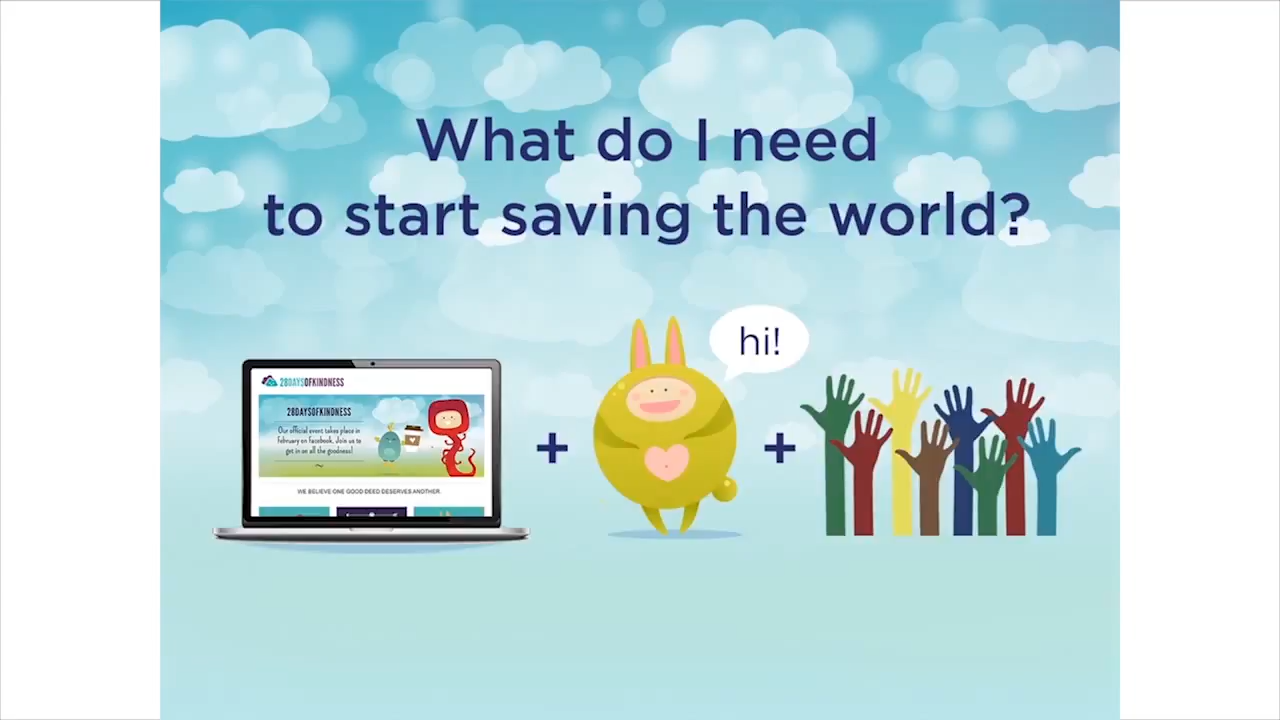 What do I need
to start saving the world?
hi!
28DAYSOFKINDNESS
28DAYSOFKINDNESS
Our official event takes place in
February on Facebook. Join us to
get in on all the goodness!
WE BELIEVE ONE GOOD DEED DESERVES ANOTHER.
+
+